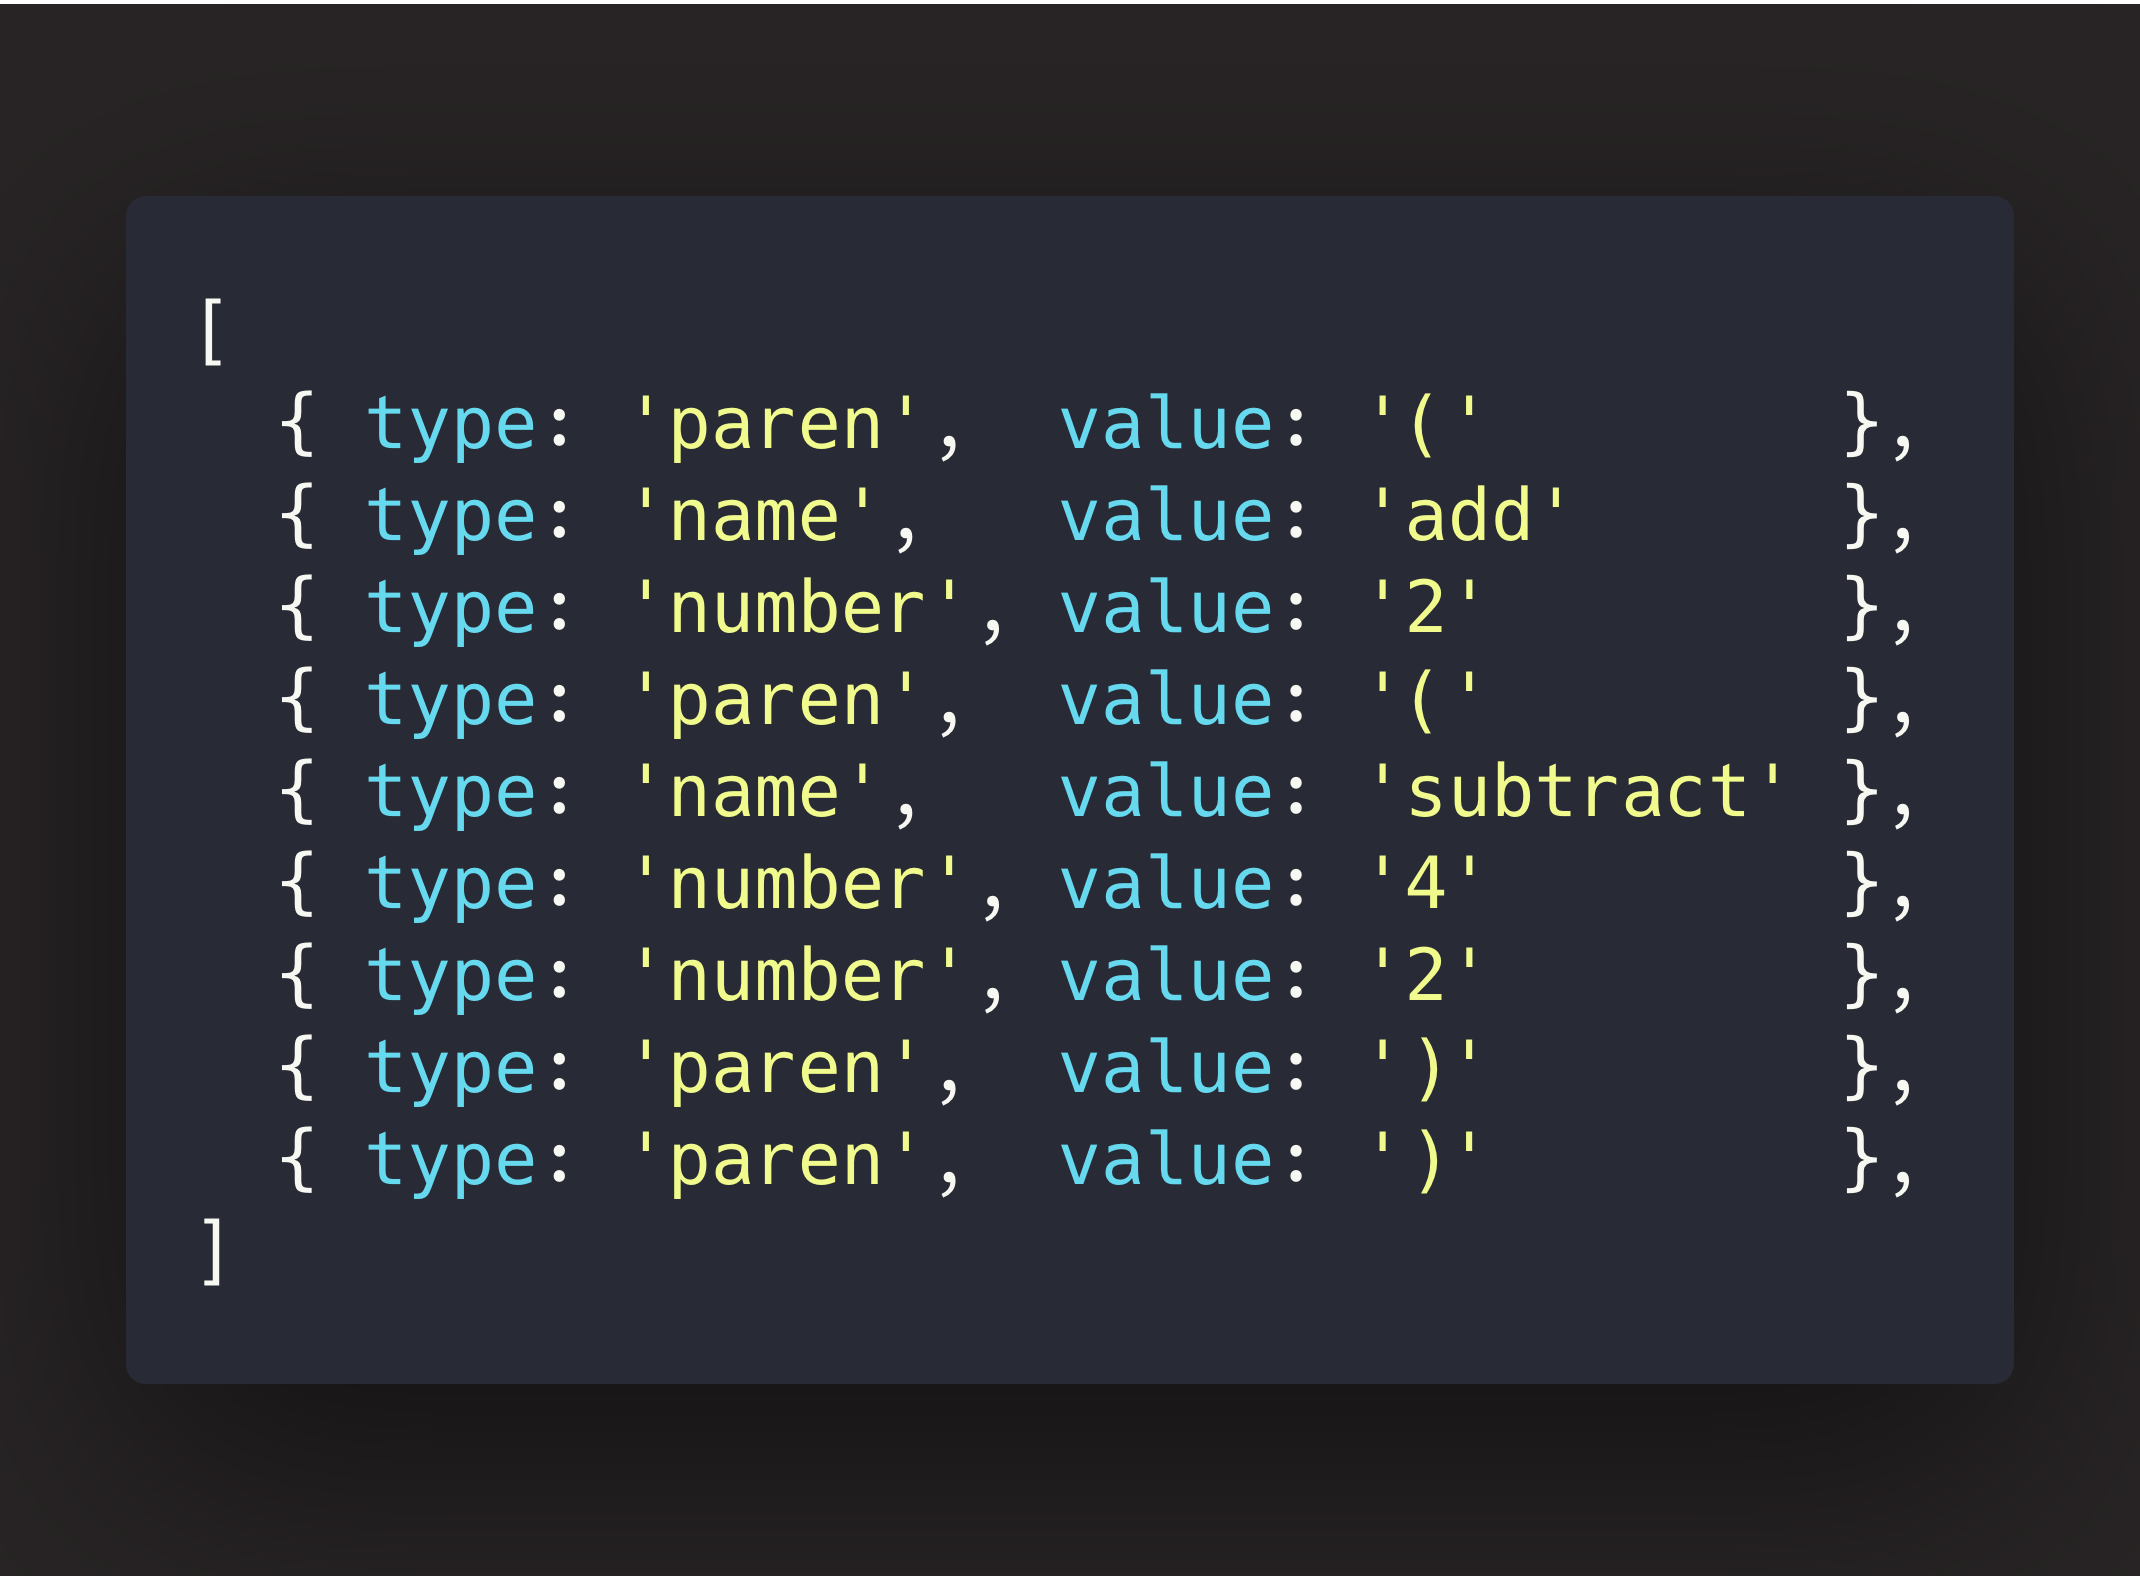 [
  { type: 'paren',  value: '('        },
  { type: 'name',   value: 'add'      },
  { type: 'number', value: '2'        },
  { type: 'paren',  value: '('        },
  { type: 'name',   value: 'subtract' },
  { type: 'number', value: '4'        },
  { type: 'number', value: '2'        },
  { type: 'paren',  value: ')'        },
  { type: 'paren',  value: ')'        },
]